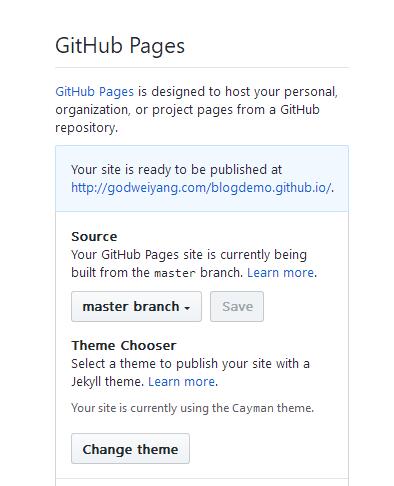 GitHub Pages
GitHub Pages is designed to host your personal,
organization, or project pages from a GitHub
repository.
Your site is ready to be published at
http://godweiyang.com/blogdemo.github.io/.
Source
Your GitHub Pages site is currently being
built from the master branch. Learn more.
master branch Save
Theme Chooser
Select a theme to publish your site with a
Jekyll theme. Learn more.
Your site is currently using the Cayman theme.
Change theme